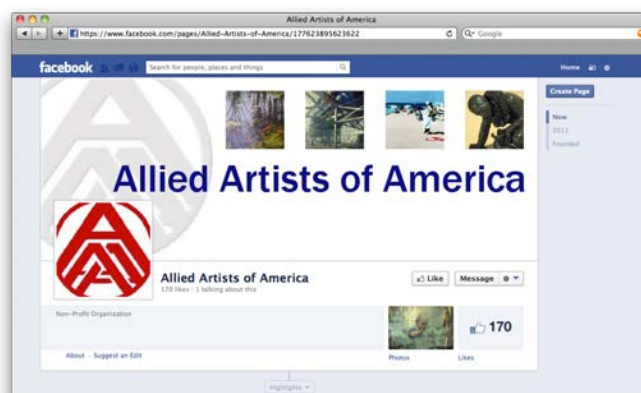 Allied Artists of America
https://www.facebook.com/pages/Allied-Artists-of-America/177623895623622
Google
facebook
Search for people, places and things
Home
Create Page
Now
2011
Founded
Allied Artists of America
Allied Artists of America
170 likes · 1 talking about this
Like
Message
Non-Profit Organization
170
About - Suggest an Edit
Photos
Likes
Highlights